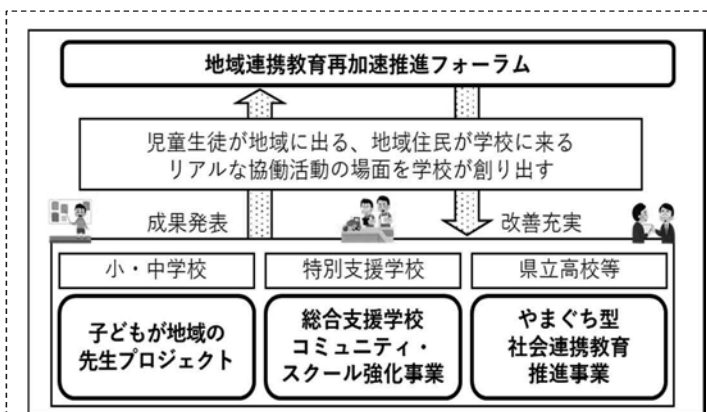 地域連携教育再加速推進フォーラム
児童生徒が地域に出る、地域住民が学校に来る
リアルな協働活動の場面を学校が創り出す
成果発表
改善充実
小・中学校
特別支援学校
県立高校等
子どもが地域の
先生プロジェクト
総合支援学校
コミュニティ・
スクール強化事業
やまぐち型
社会連携教育
推進事業